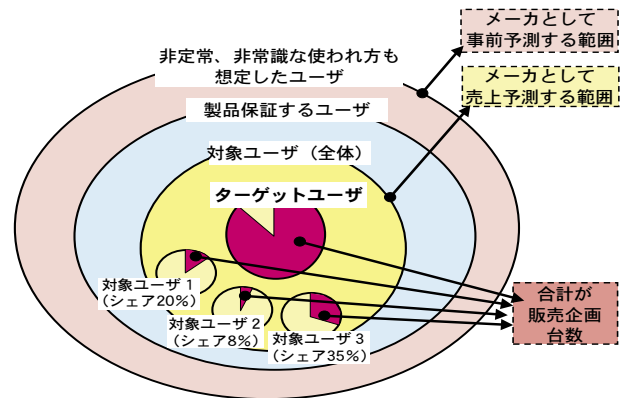 メーカとして
事前予測する範囲
非定常、非常識な使われ方も
想定したユーザ
メーカとして
売上予測する範囲
製品保証するユーザ
対象ユーザ（全体）
ターゲットユーザ
対象ユーザ１
（シェア20%）
対象ユーザ２
（シェア8%）
対象ユーザ３
（シェア35%）
合計が
販売企画
台数